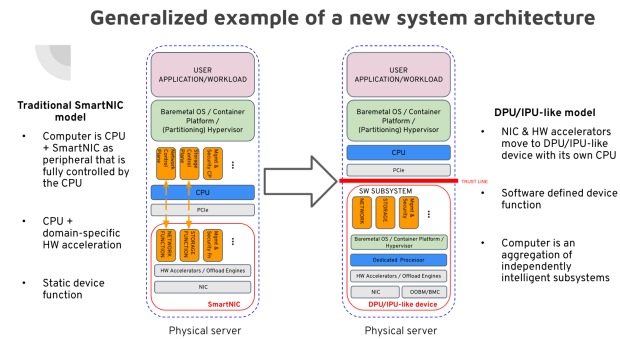 Generalized example of a new system architecture
Traditional SmartNIC
model
• Computer is CPU
+ SmartNIC as
peripheral that is
fully controlled by
the CPU
• CPU +
domain-specific
HW acceleration
• Static device
function
USER
APPLICATION/WORKLOAD
Baremetal OS / Container
Platform /
(Partitioning) Hypervisor
Network
Control
Plane
Storage
Control
Plane
Mgmt &
Security CP
CPU
PCIe
NETWORK
FUNCTION
STORAGE
FUNCTION
Mgmt &
Security
HW Accelerators / Offload Engines
NIC
SmartNIC
Physical server
USER
APPLICATION/WORKLOAD
Baremetal OS / Container
Platform /
(Partitioning) Hypervisor
CPU
PCIe
TRUST LINE
SW SUBSYSTEM
NETWORK
STORAGE
Mgmt &
Security
Baremetal OS / Container Platform /
Hypervisor
Dedicated Processor
HW Accelerators / Offload Engines
NIC
OOBM/BMC
DPU/IPU-like device
Physical server
DPU/IPU-like model
• NIC & HW accelerators
move to DPU/IPU-like
device with its own CPU
• Software defined device
function
• Computer is an
aggregation of
independently
intelligent subsystems